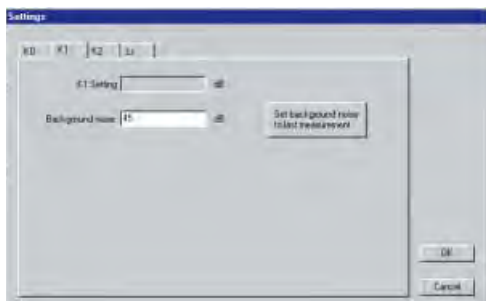 Settings
K0 K1 K2 Ls
K1 Setting dB
Background noise 45 dB
Set background noise
to last measurement
OK
Cancel